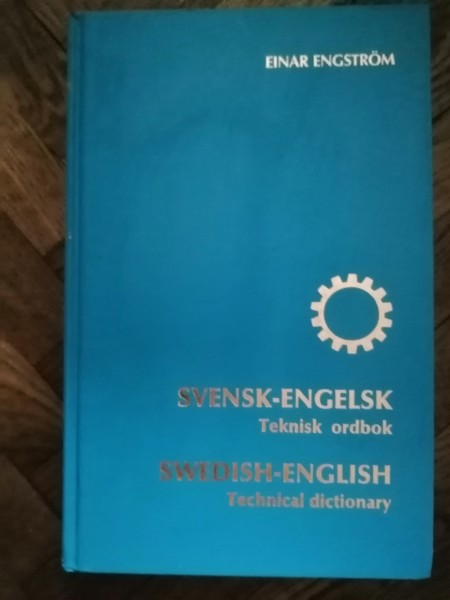 EINAR ENGSTRÖM
SVENSK-ENGELSK
Teknisk ordbok
SWEDISH-ENGLISH
Technical dictionary